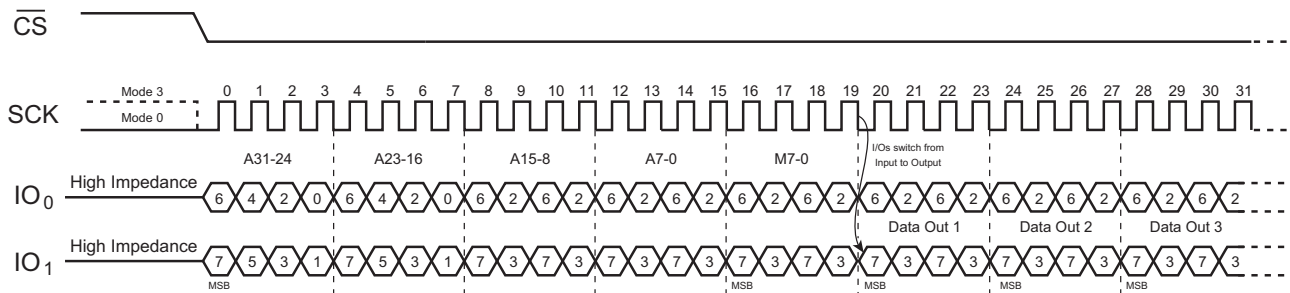 CS
Mode 3
0 1 2 3 4 5 6 7 8 9 10 11 12 13 14 15 16 17 18 19 20 21 22 23 24 25 26 27 28 29 30 31
SCK
Mode 0
I/Os switch from
Input to Output
A31-24 A23-16 A15-8 A7-0 M7-0
IO0 High Impedance 6 4 2 0 6 4 2 0 6 2 6 2 6 2 6 2 6 2 6 2 6 2 6 2 6 2 6 2 6 2 6 2
Data Out 1 Data Out 2 Data Out 3
IO1 High Impedance 7 5 3 1 7 5 3 1 7 3 7 3 7 3 7 3 7 3 7 3 7 3 7 3 7 3 7 3 7 3 7 3
MSB MSB MSB MSB MSB